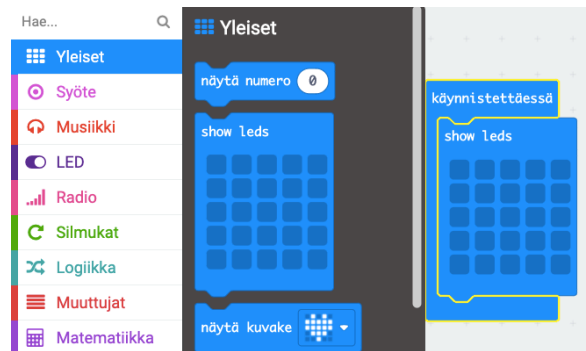 Hae...
Yleiset
Syöte
Musiikki
LED
Radio
Silmukat
Logiikka
Muuttujat
Matematiikka
Yleiset
näytä numero 0
show leds
näytä kuvake
käynnistettäessä
show leds